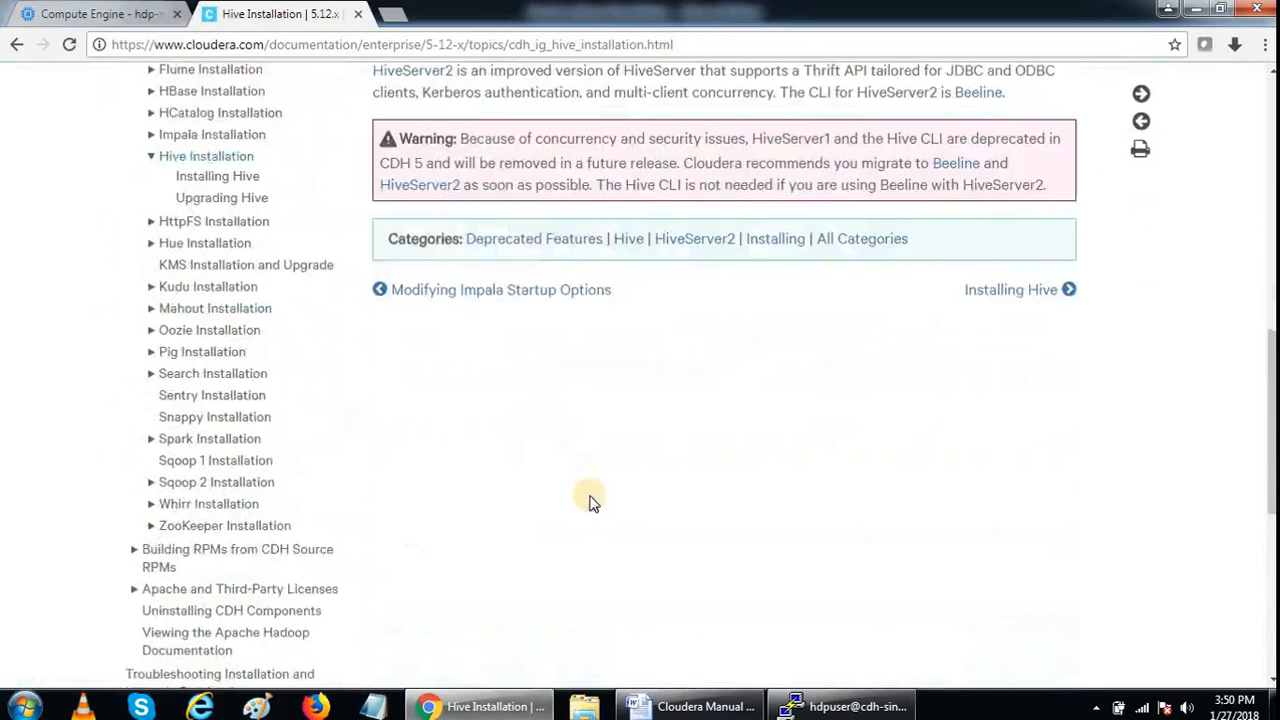 Compute Engine - hdp-n
Hive Installation | 5.12.x
https://www.cloudera.com/documentation/enterprise/5-12-x/topics/cdh_ig_hive_installation.html
Flume Installation
HBase Installation
HCatalog Installation
Impala Installation
Hive Installation
Installing Hive
Upgrading Hive
HttpFS Installation
Hue Installation
KMS Installation and Upgrade
Kudu Installation
Mahout Installation
Oozie Installation
Pig Installation
Search Installation
Sentry Installation
Snappy Installation
Spark Installation
Sqoop 1 Installation
Sqoop 2 Installation
Whirr Installation
ZooKeeper Installation
Building RPMs from CDH Source
RPMs
Apache and Third-Party Licenses
Uninstalling CDH Components
Viewing the Apache Hadoop
Documentation
Troubleshooting Installation and
HiveServer2 is an improved version of HiveServer that supports a Thrift API tailored for JDBC and ODBC
clients, Kerberos authentication, and multi-client concurrency. The CLI for HiveServer2 is Beeline.
Warning: Because of concurrency and security issues, HiveServer1 and the Hive CLI are deprecated in
CDH 5 and will be removed in a future release. Cloudera recommends you migrate to Beeline and
HiveServer2 as soon as possible. The Hive CLI is not needed if you are using Beeline with HiveServer2.
Categories: Deprecated Features | Hive | HiveServer2 | Installing | All Categories
Modifying Impala Startup Options
Installing Hive
Hive Installation | ...
Cloudera Manual ...
hdpuser@cdh-sin...
3:50 PM
1/27/2018